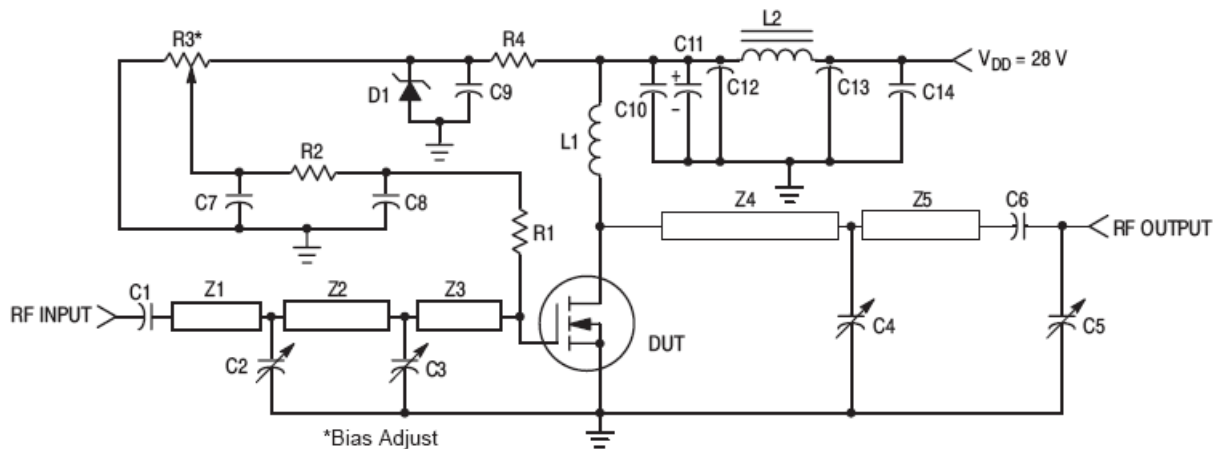 L2
R3*
R4
C11
V_DD = 28 V
D1
C9
C10
+
–
C12
C13
C14
L1
R2
C7
C8
R1
Z4
Z5
C6
RF OUTPUT
C1
Z1
Z2
Z3
RF INPUT
C2
C3
DUT
C4
C5
*Bias Adjust